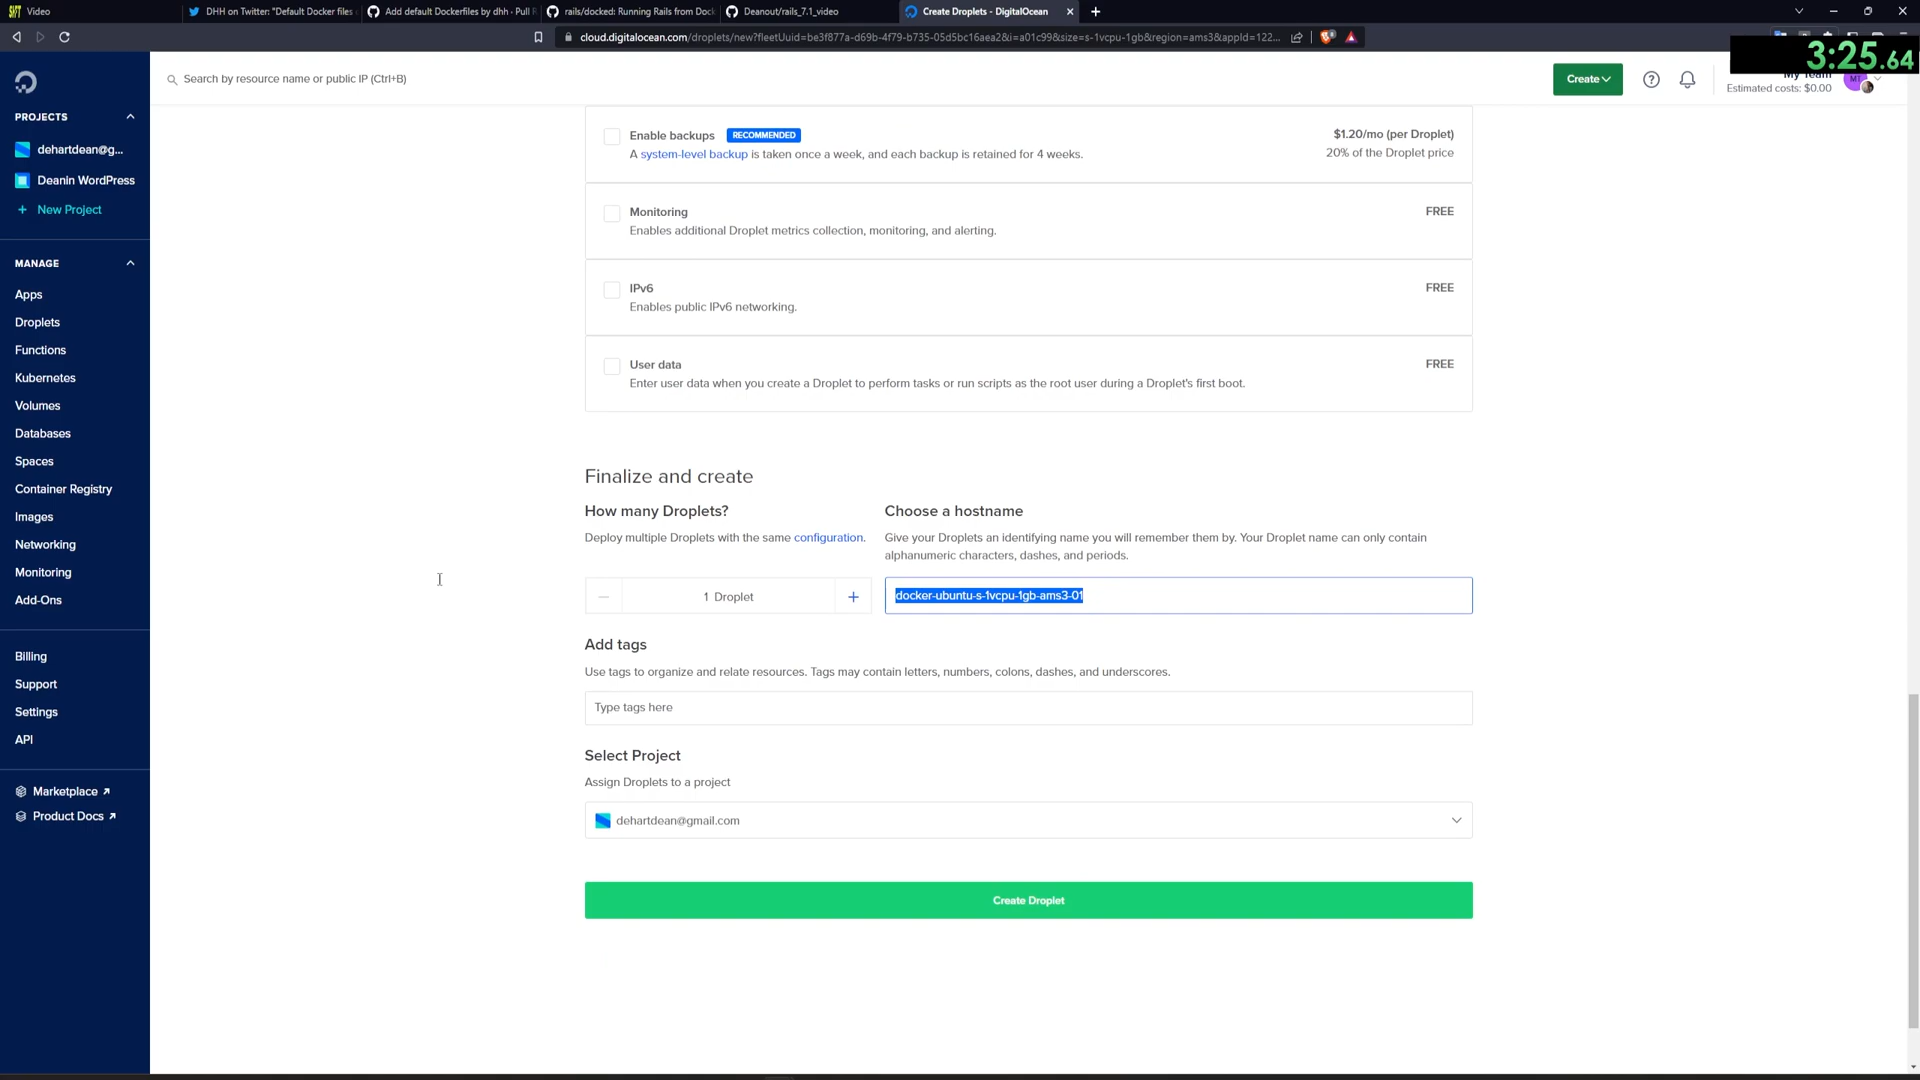 Video
DHH on Twitter: "Default Docker files
Add default Dockerfiles by dhh · Pull R
rails/docked: Running Rails from Dock
Deanout/rails_7.1_video
Create Droplets - DigitalOcean
cloud.digitalocean.com/droplets/new?fleetUuid=be3f877a-d69b-4f79-b735-05d5bc16aea2&i=a01c99&size=s-1vcpu-1gb&region=ams3&appId=122...
3:25.64
Search by resource name or public IP (Ctrl+B)
Create
My Team
Estimated costs: $0.00
MT
PROJECTS
dehartdean@g...
Deanin WordPress
+ New Project
MANAGE
Apps
Droplets
Functions
Kubernetes
Volumes
Databases
Spaces
Container Registry
Images
Networking
Monitoring
Add-Ons
Billing
Support
Settings
API
Marketplace ↗
Product Docs ↗
Enable backups RECOMMENDED
$1.20/mo (per Droplet)
A system-level backup is taken once a week, and each backup is retained for 4 weeks.
20% of the Droplet price
Monitoring
FREE
Enables additional Droplet metrics collection, monitoring, and alerting.
IPv6
FREE
Enables public IPv6 networking.
User data
FREE
Enter user data when you create a Droplet to perform tasks or run scripts as the root user during a Droplet's first boot.
Finalize and create
How many Droplets?
Deploy multiple Droplets with the same configuration.
1 Droplet
Choose a hostname
Give your Droplets an identifying name you will remember them by. Your Droplet name can only contain
alphanumeric characters, dashes, and periods.
docker-ubuntu-s-1vcpu-1gb-ams3-01
Add tags
Use tags to organize and relate resources. Tags may contain letters, numbers, colons, dashes, and underscores.
Type tags here
Select Project
Assign Droplets to a project
dehartdean@gmail.com
Create Droplet